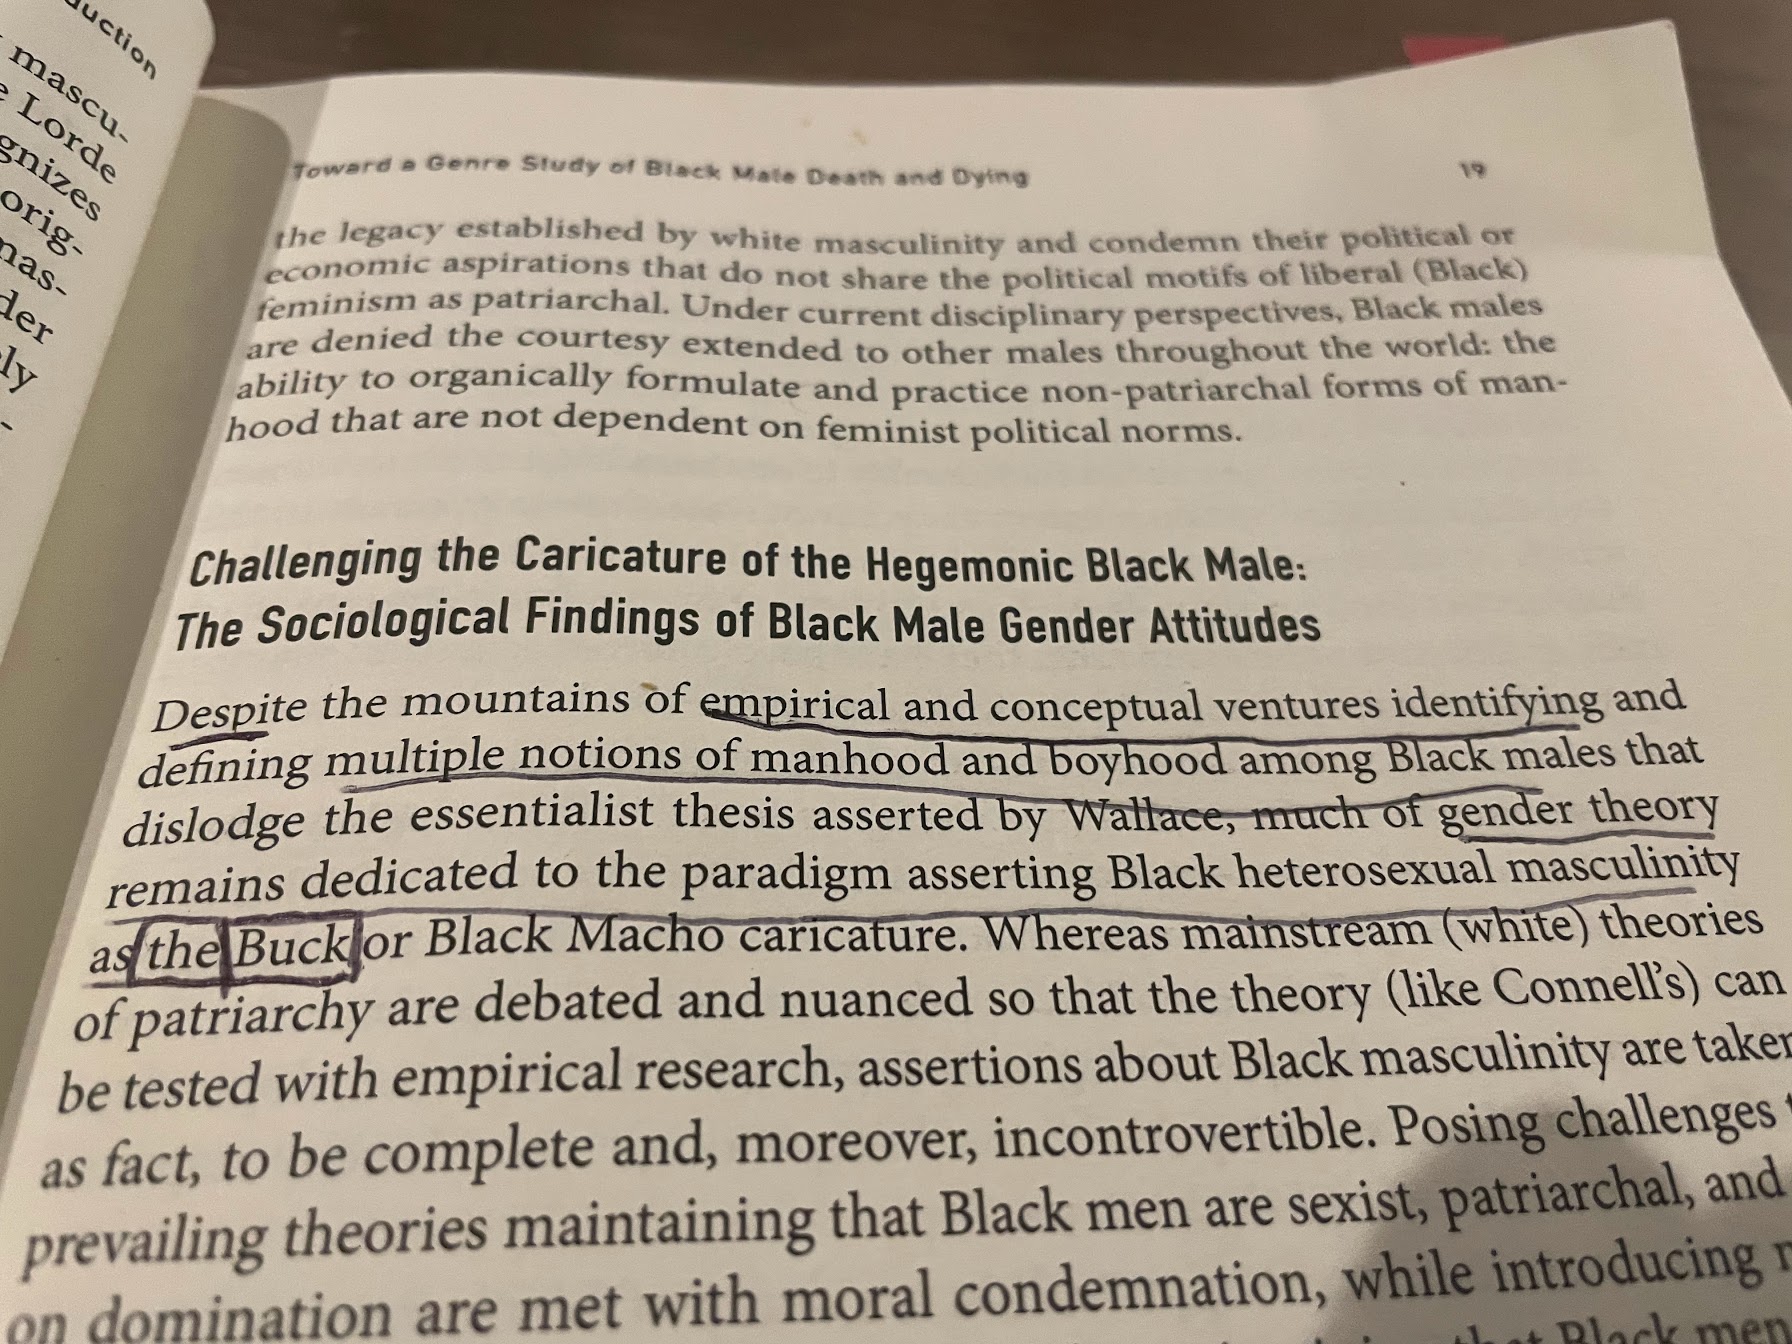 duction
mascu-
Lorde
gnizes
orig-
mas-
der
ly
-
Toward a Genre Study of Black Male Death and Dying 19
the legacy established by white masculinity and condemn their political or
economic aspirations that do not share the political motifs of liberal (Black)
feminism as patriarchal. Under current disciplinary perspectives, Black males
are denied the courtesy extended to other males throughout the world: the
ability to organically formulate and practice non-patriarchal forms of man-
hood that are not dependent on feminist political norms.
Challenging the Caricature of the Hegemonic Black Male:
The Sociological Findings of Black Male Gender Attitudes
Despite the mountains of empirical and conceptual ventures identifying and
defining multiple notions of manhood and boyhood among Black males that
dislodge the essentialist thesis asserted by Wallace, much of gender theory
remains dedicated to the paradigm asserting Black heterosexual masculinity
as the Buck or Black Macho caricature. Whereas mainstream (white) theories
of patriarchy are debated and nuanced so that the theory (like Connell's) can
be tested with empirical research, assertions about Black masculinity are taken
as fact, to be complete and, moreover, incontrovertible. Posing challenges
prevailing theories maintaining that Black men are sexist, patriarchal, and
on domination are met with moral condemnation, while introducing
that Black men